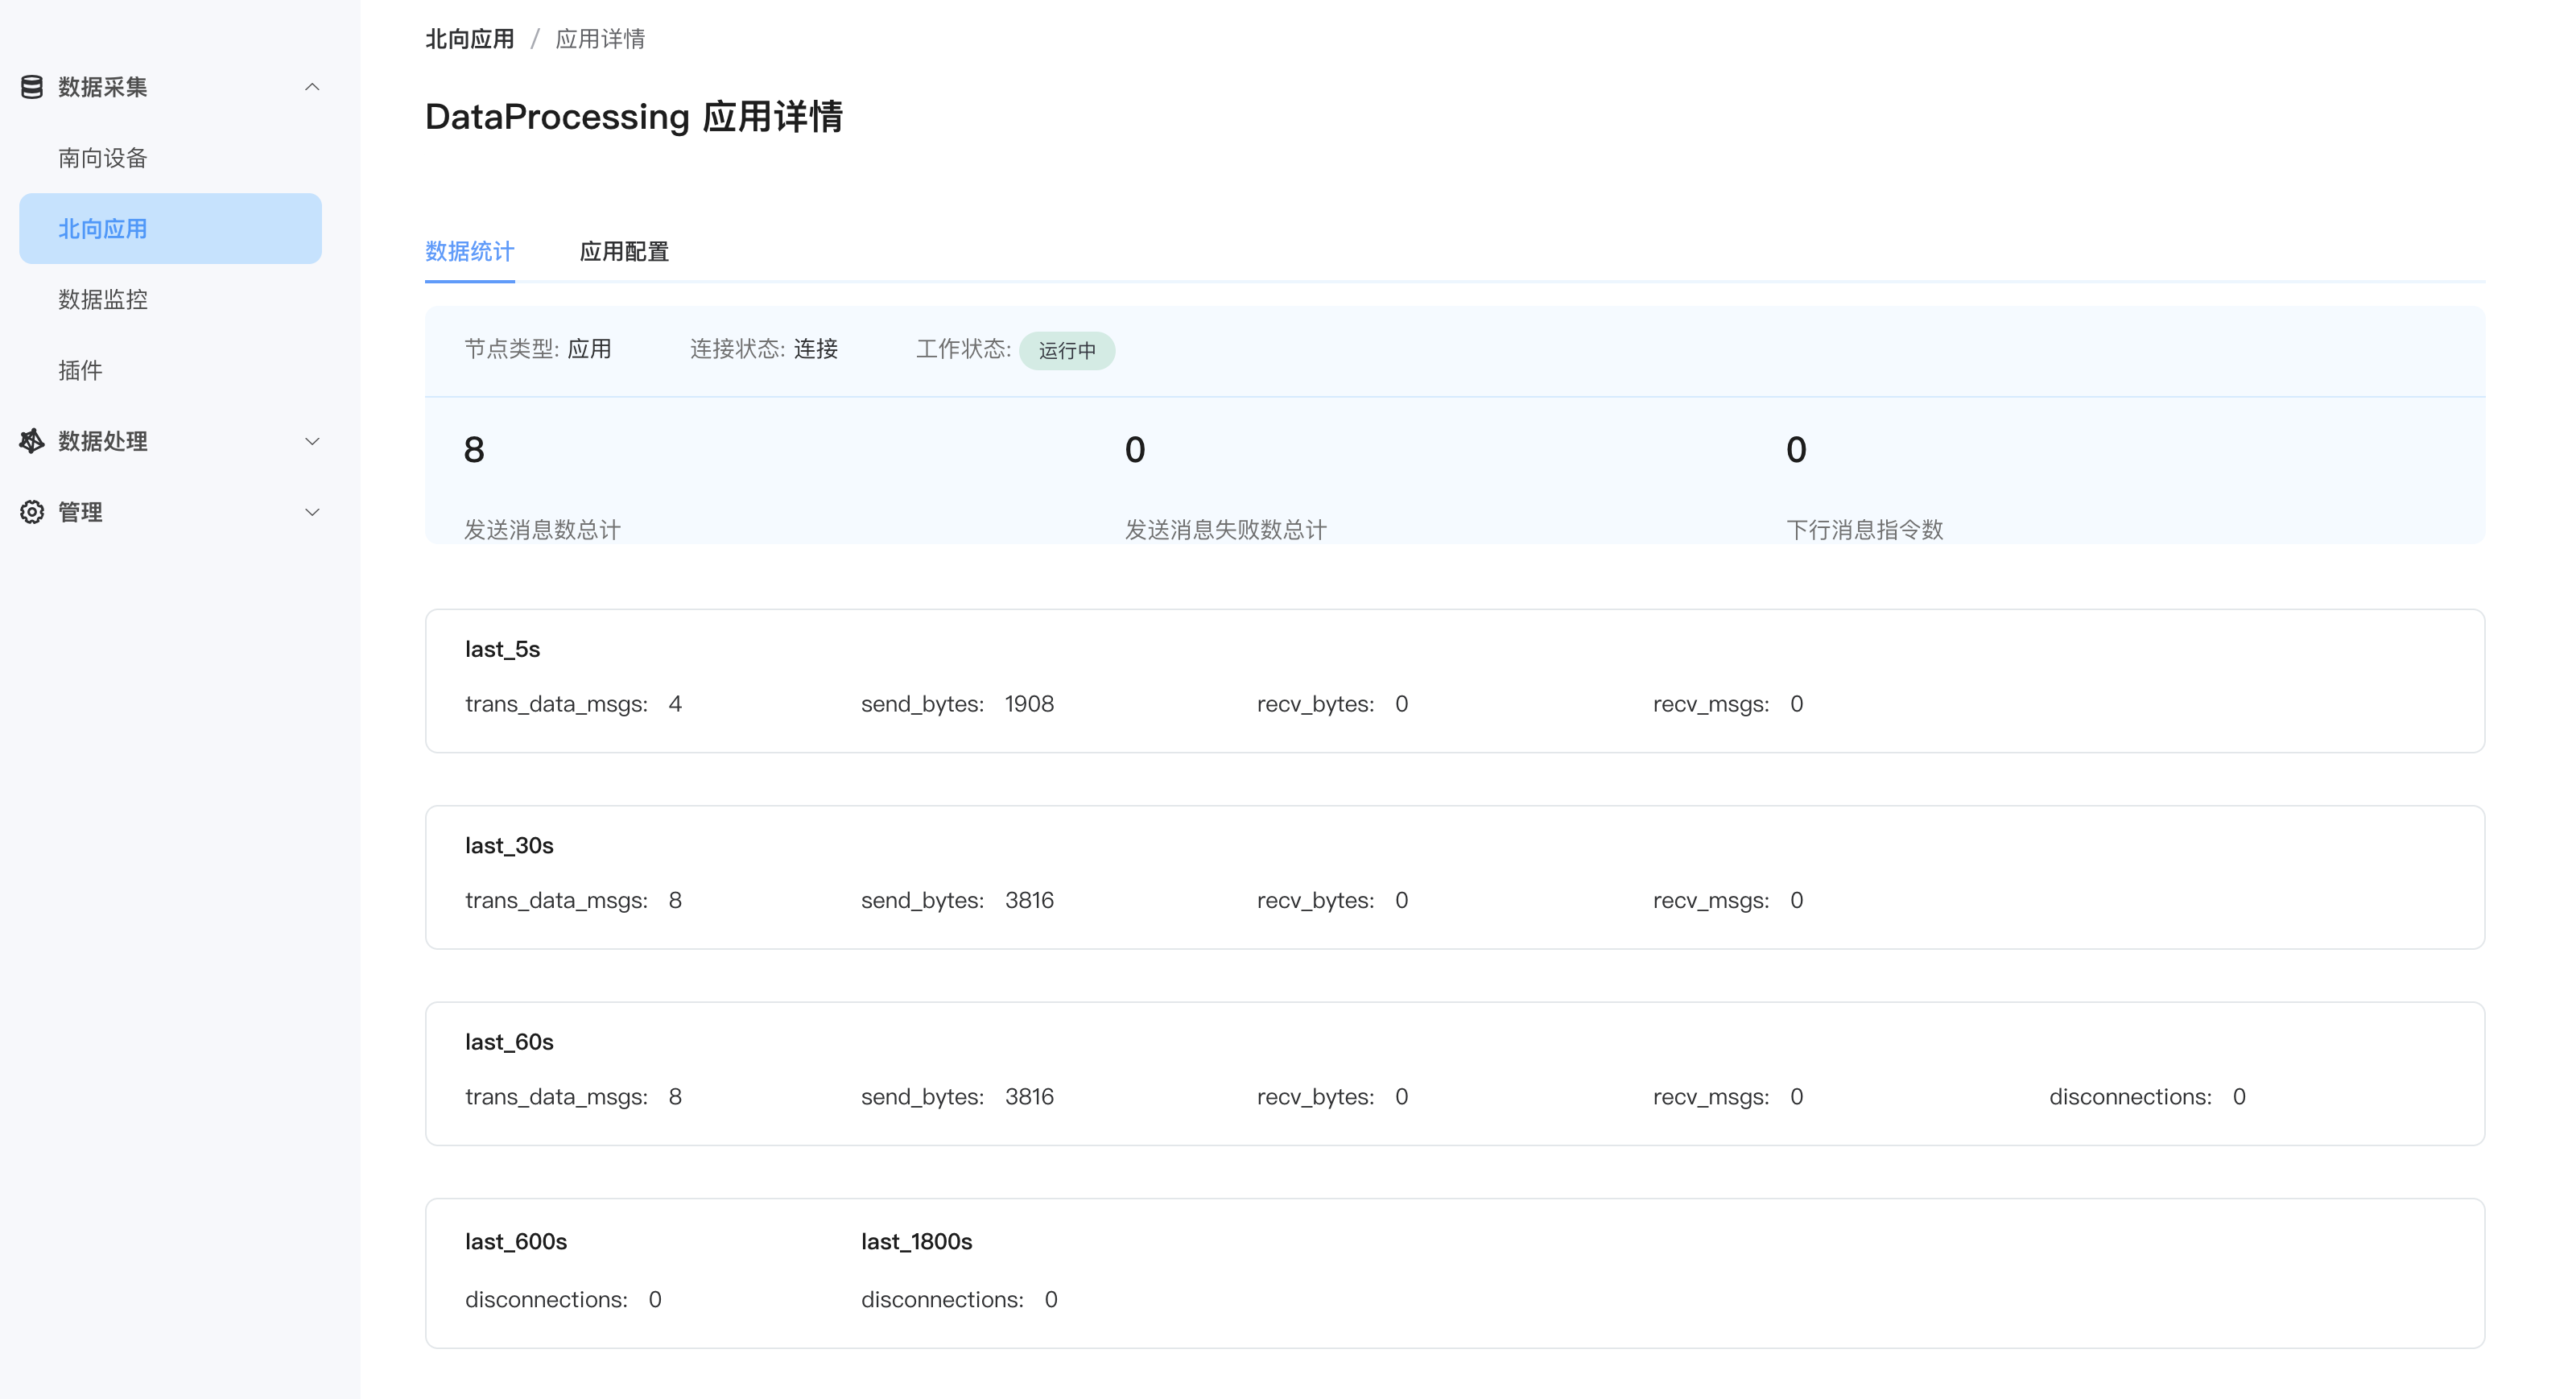 数据采集
南向设备
北向应用
数据监控
插件
数据处理
管理
北向应用 / 应用详情
DataProcessing 应用详情
数据统计 应用配置
节点类型: 应用 连接状态: 连接 工作状态: 运行中
8 0 0
发送消息数总计 发送消息失败数总计 下行消息指令数
last_5s
trans_data_msgs: 4 send_bytes: 1908 recv_bytes: 0 recv_msgs: 0
last_30s
trans_data_msgs: 8 send_bytes: 3816 recv_bytes: 0 recv_msgs: 0
last_60s
trans_data_msgs: 8 send_bytes: 3816 recv_bytes: 0 recv_msgs: 0 disconnections: 0
last_600s last_1800s
disconnections: 0 disconnections: 0